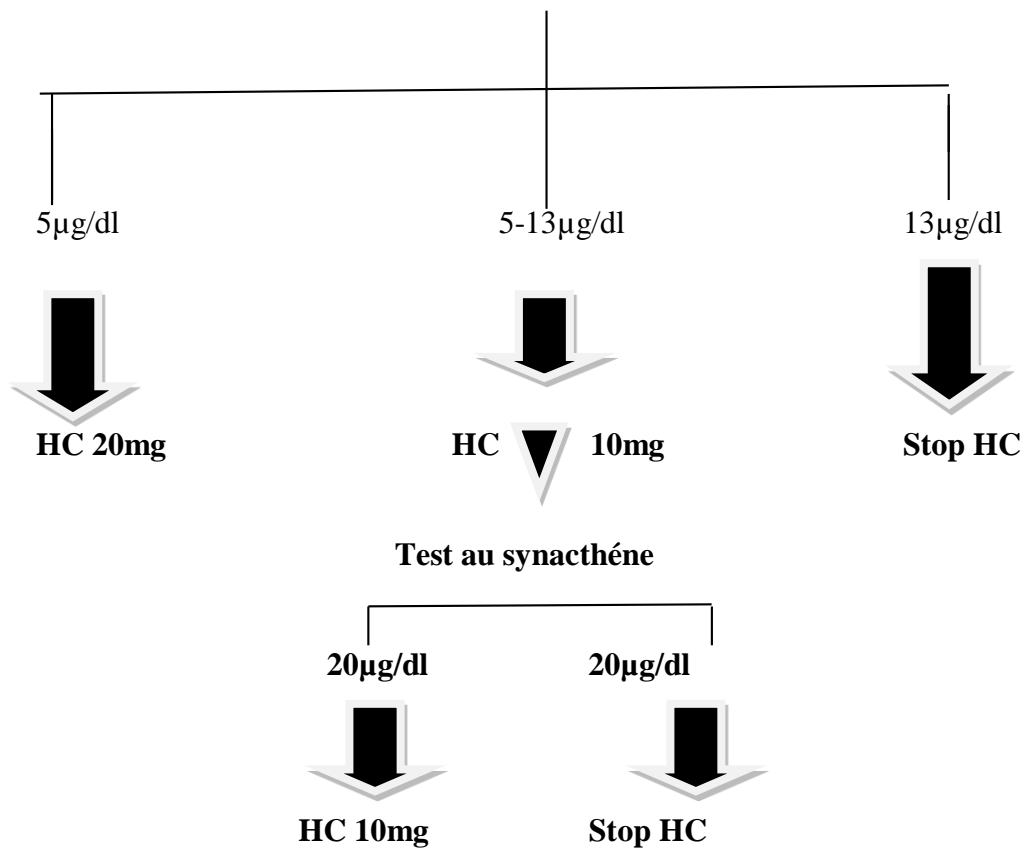 5µg/dl 5-13µg/dl 13µg/dl
HC 20mg HC 10mg Stop HC
Test au synacthéne
20µg/dl 20µg/dl
HC 10mg Stop HC